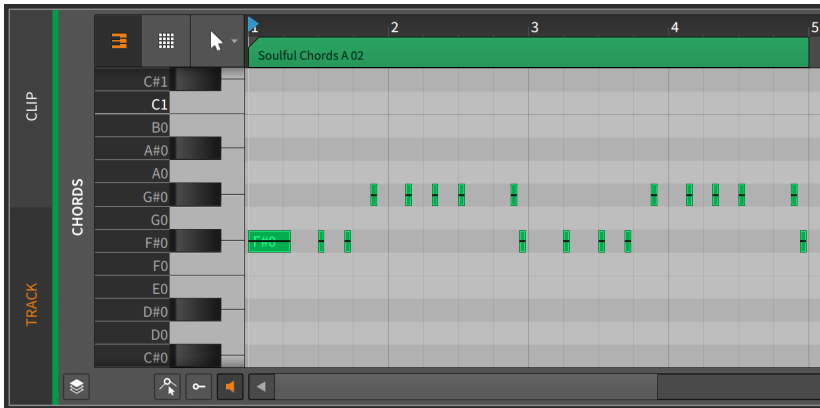 1 2 3 4 5
Soulful Chords A 02
CLIP
TRACK
CHORDS
C#1
C1
B0
A#0
A0
G#0
G0
F#0
F#0
F0
E0
D#0
D0
C#0